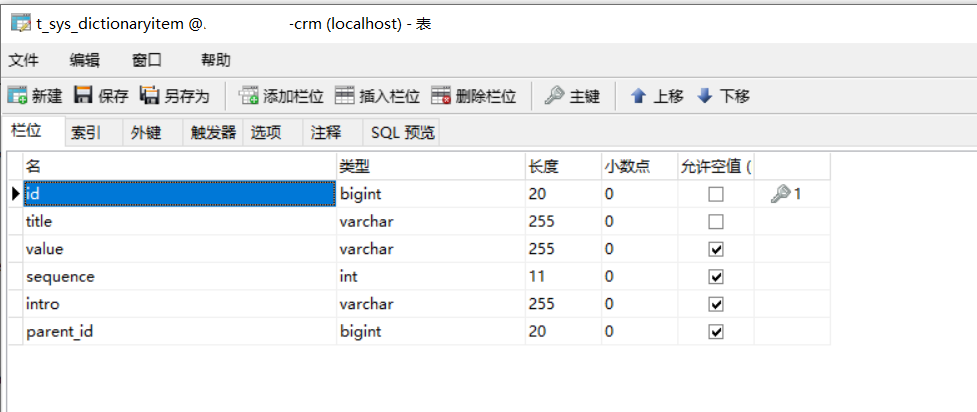 t_sys_dictionaryitem @. -crm (localhost) - 表
文件 编辑 窗口 帮助
新建 保存 另存为 添加栏位 插入栏位 删除栏位 主键 上移 下移
栏位 索引 外键 触发器 选项 注释 SQL 预览
名 类型 长度 小数点 允许空值 (
id bigint 20 0 1
title varchar 255 0
value varchar 255 0
sequence int 11 0
intro varchar 255 0
parent_id bigint 20 0